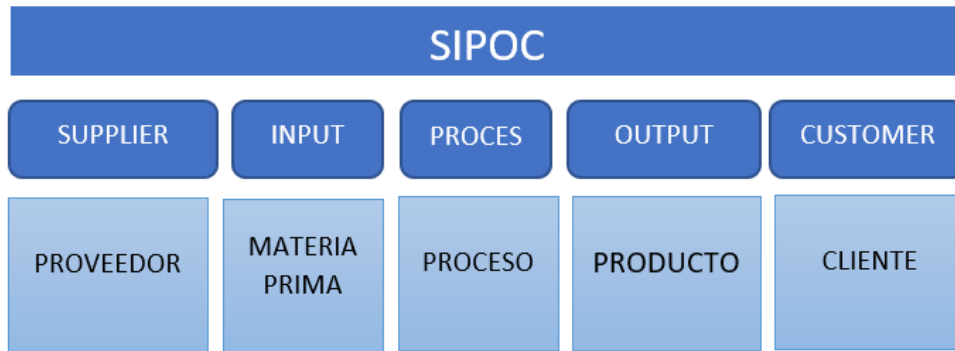 SIPOC
SUPPLIER
INPUT
PROCES
OUTPUT
CUSTOMER
PROVEEDOR
MATERIA
PRIMA
PROCESO
PRODUCTO
CLIENTE